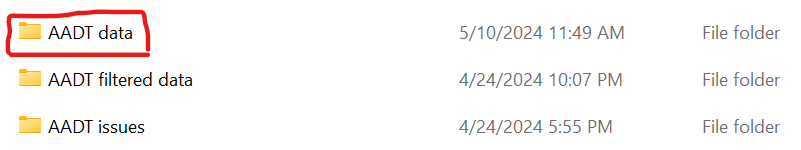 AADT data 5/10/2024 11:49 AM File folder
AADT filtered data 4/24/2024 10:07 PM File folder
AADT issues 4/24/2024 5:55 PM File folder